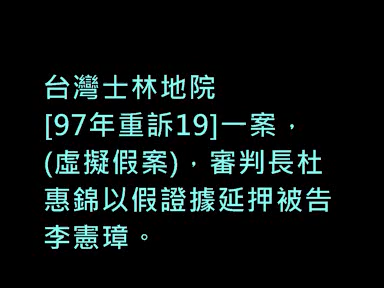 台灣士林地院
[97年重訴19]一案，
(虛擬假案)，審判長杜
惠錦以假證據延押被告
李憲璋。